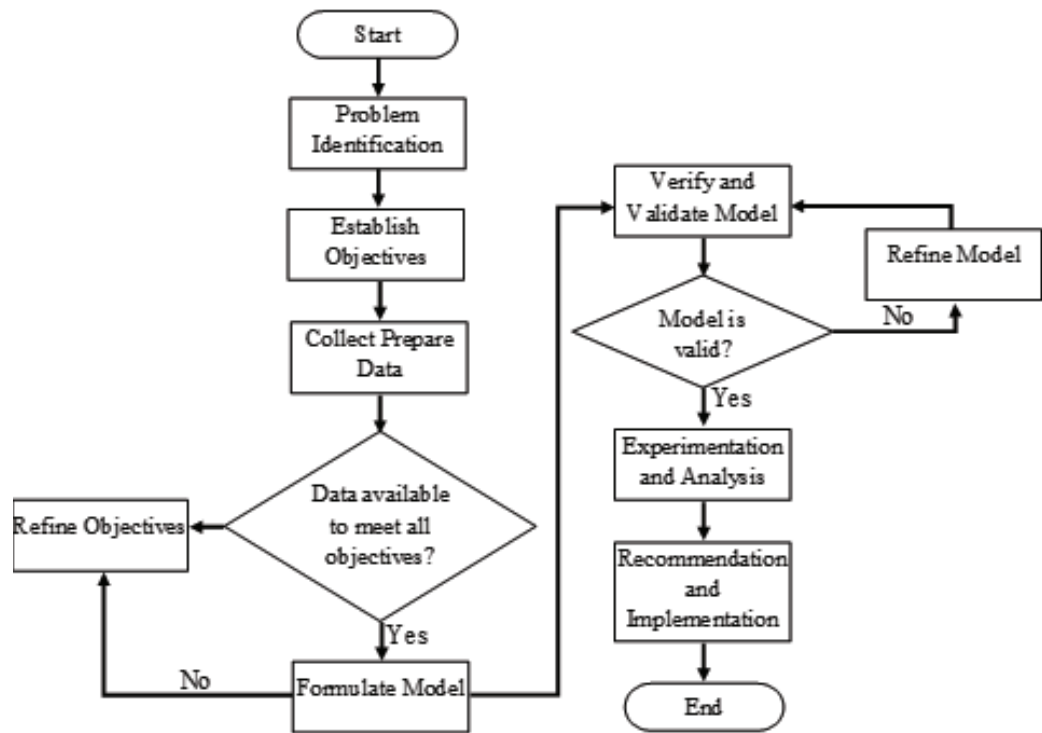 Start
Problem
Identification
Establish
Objectives
Collect Prepare
Data
Data available
to meet all
objectives?
Refine Objectives
Yes
No
Formulate Model
Verify and
Validate Model
Refine Model
No
Model is
valid?
Yes
Experimentation
and Analysis
Recommendation
and
Implementation
End